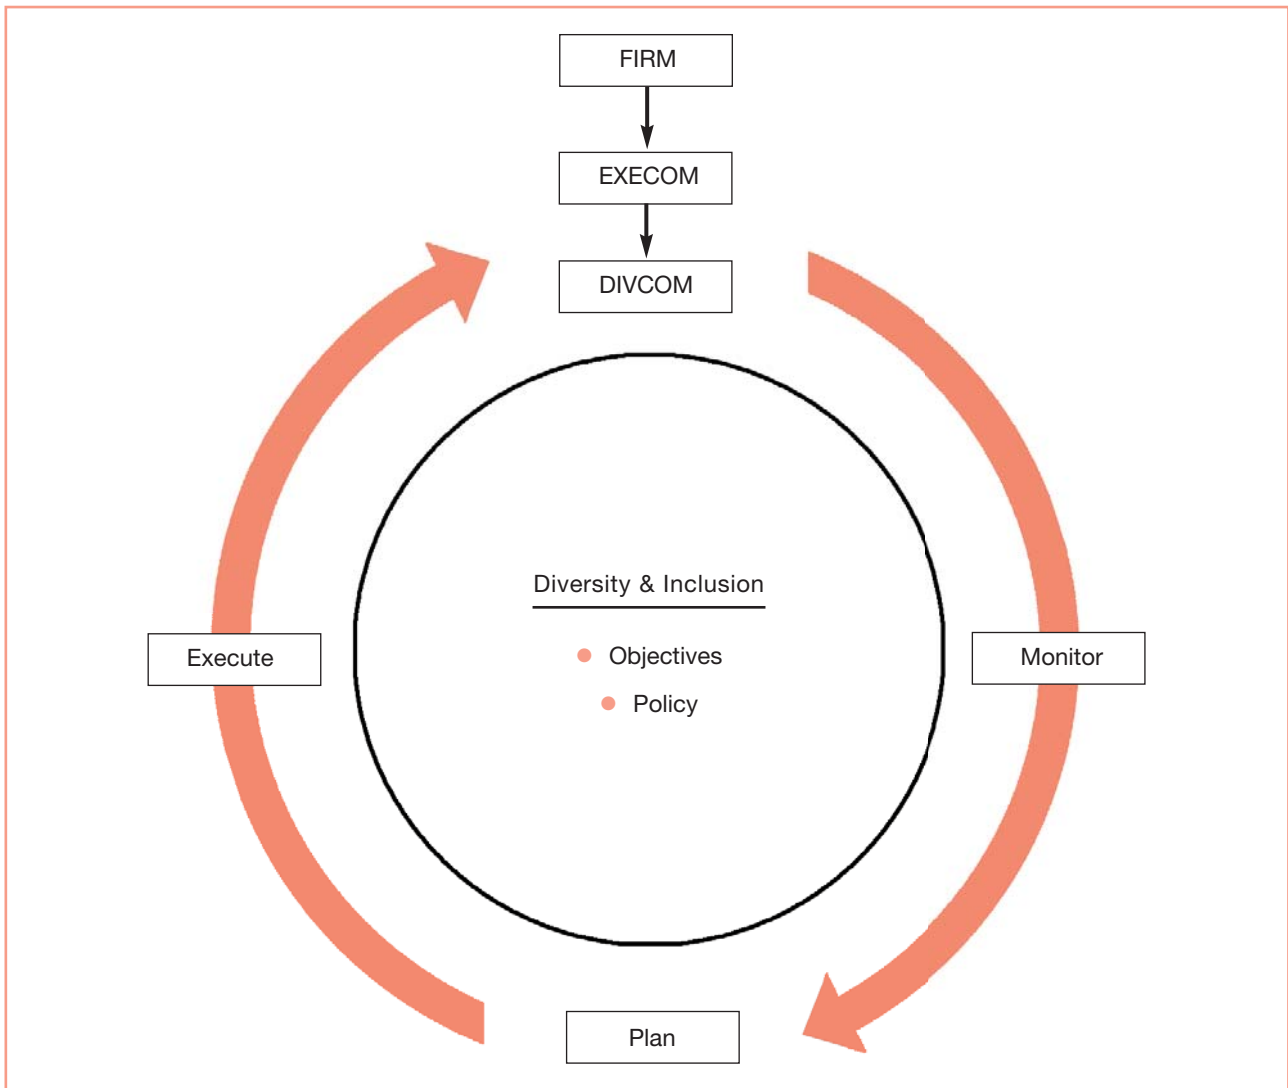 FIRM
EXECOM
DIVCOM
Diversity & Inclusion
Objectives
Policy
Execute
Monitor
Plan